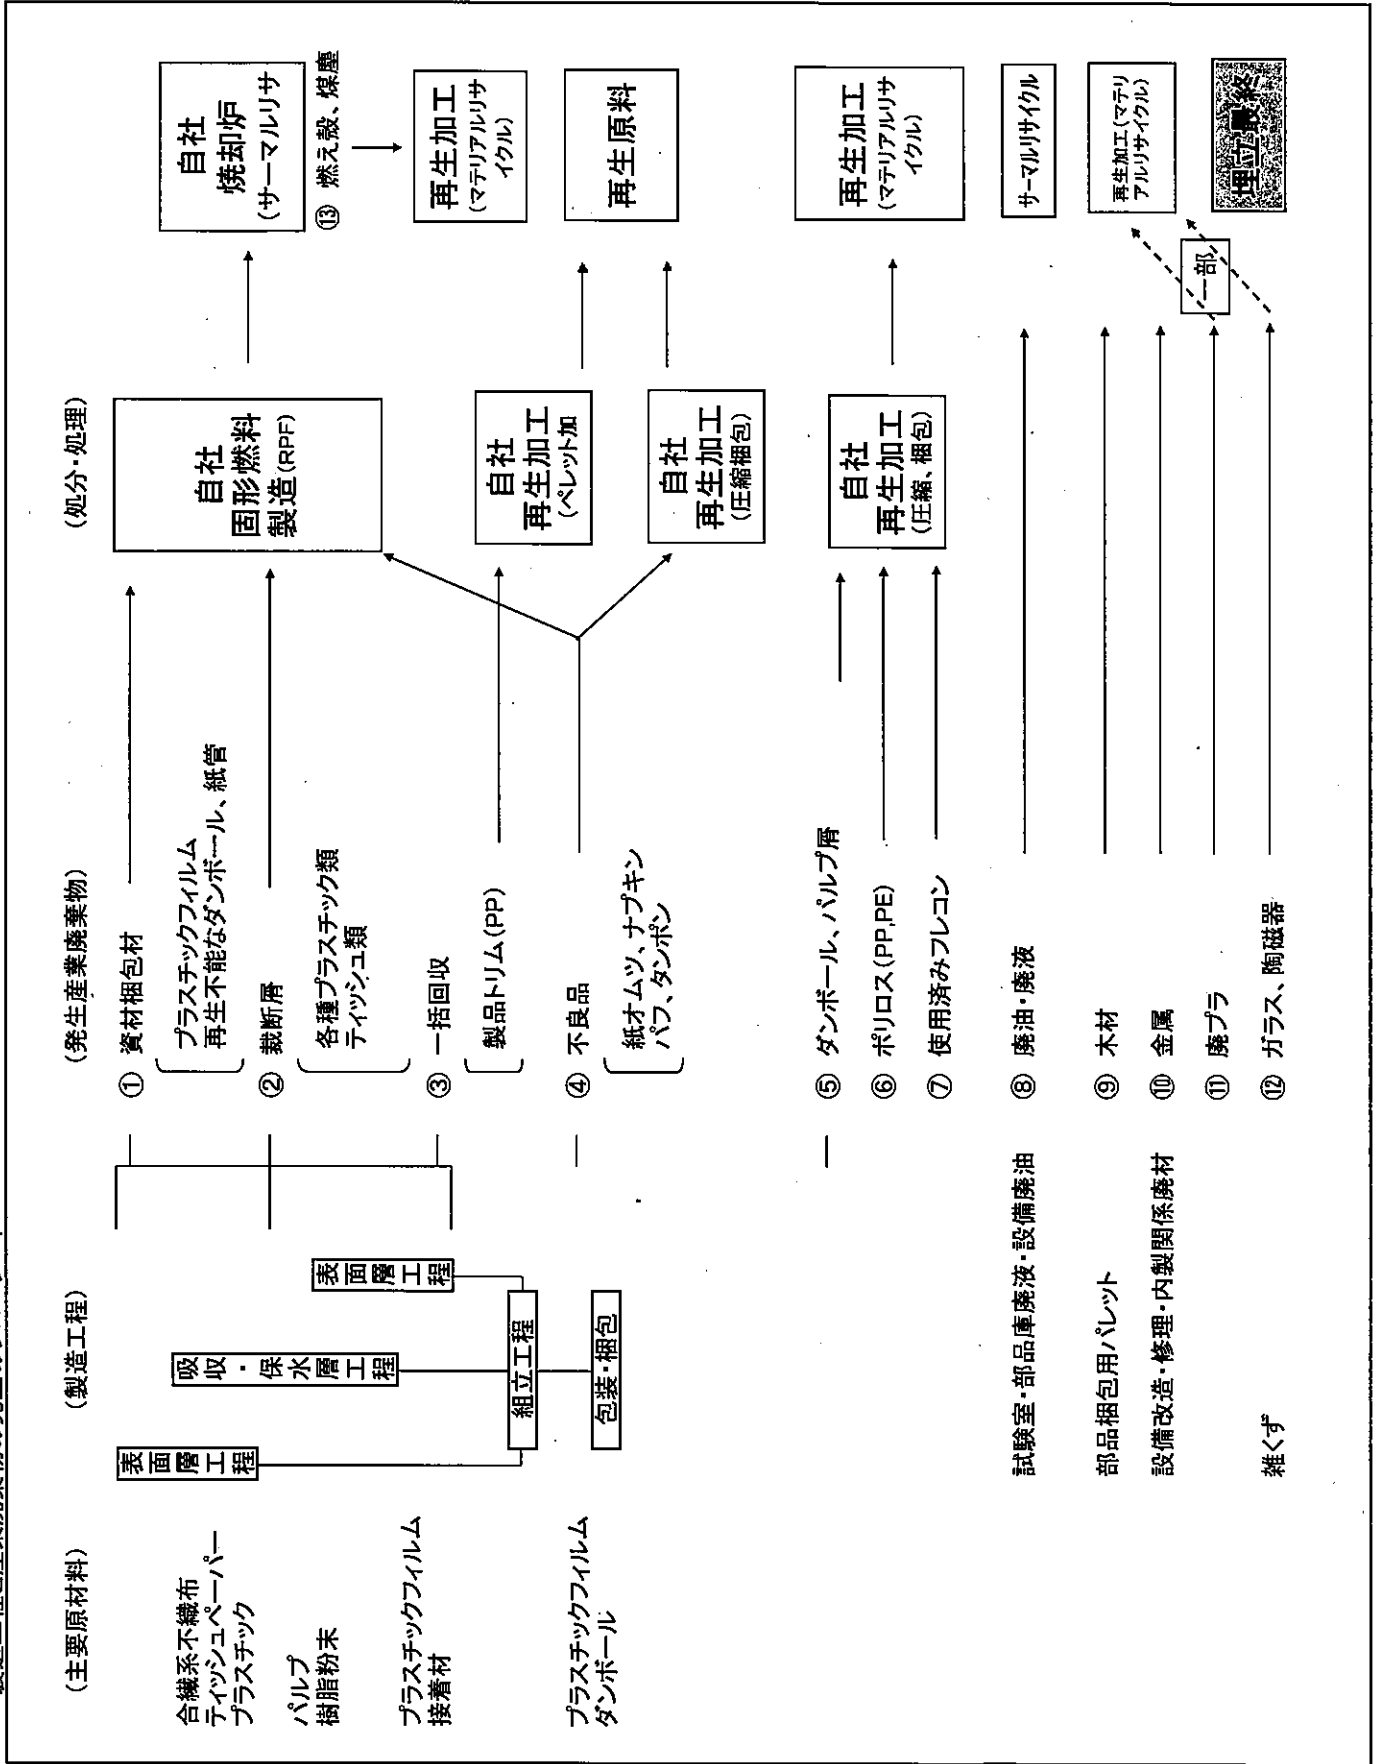 (主要原材料)
(製造工程)
(発生産業廃棄物)
(処分・処理)
合繊系不織布
ティッシュペーパー
プラスチック
パルプ
樹脂粉末
プラスチックフィルム
接着材
プラスチックフィルム
ダンボール
表面層工程
吸収・保水層工程
表面層工程
組立工程
包装・梱包
① 資材梱包材
プラスチックフィルム
再生不能なダンボール、紙管
② 裁断屑
各種プラスチック類
ティッシュ類
③ 一括回収
製品トリム(PP)
④ 不良品
紙オムツ、ナプキン
パフ、タンポン
⑤ ダンボール、パルプ屑
⑥ ポリロス(PP,PE)
⑦ 使用済みフレコン
試験室・部品庫廃液・設備廃油
⑧ 廃油・廃液
部品梱包用パレット
⑨ 木材
設備改造・修理・内製関係廃材
⑩ 金属
⑪ 廃プラ
雑くず
⑫ ガラス、陶磁器
自社
固形燃料
製造(RPF)
自社
再生加工
(ペレット加
自社
再生加工
(圧縮梱包)
自社
再生加工
(圧縮、梱包)
自社
焼却炉
(サーマルリサ
⑬ 燃え殻、煤塵
再生加工
(マテリアルリサ
イクル)
再生原料
再生加工
(マテリアルリサ
イクル)
サーマルリサイクル
再生加工(マテリ
アルリサイクル)
一部
埋立最終